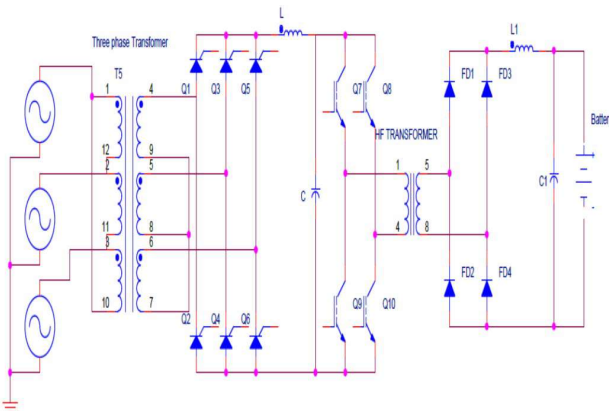 L
L1
Three phase Transformer
T5
1 4
Q1 Q3 Q5
Q7 Q8
FD1 FD3
HF TRANSFORMER
Batter
12 9
2 5
1 5
+
C
C1
11 8
3 6
4 8
-
10 7
Q2 Q4 Q6
Q9 Q10
FD2 FD4